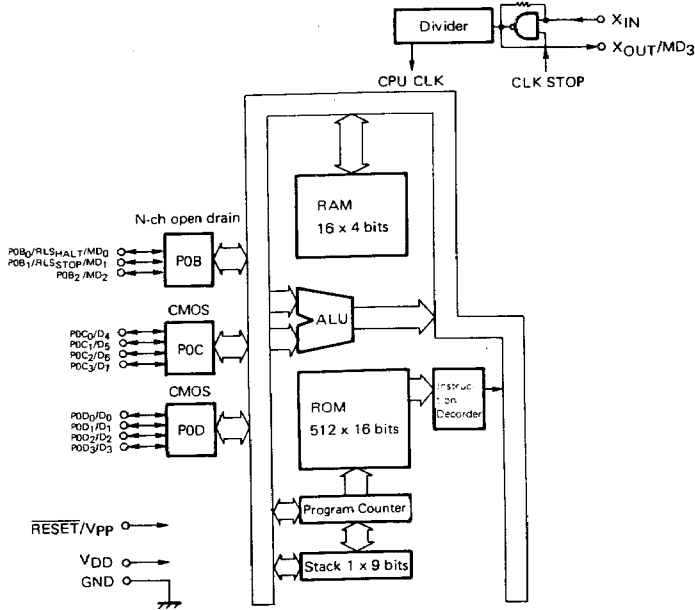 Divider
X_IN
X_OUT/MD_3
CPU CLK
CLK STOP
RAM
16 x 4 bits
N-ch open drain
P0B_0/RLS_HALT/MD_0
P0B_1/RLS_STOP/MD_1
P0B_2/MD_2
P0B
ALU
CMOS
P0C_0/D_4
P0C_1/D_5
P0C_2/D_6
P0C_3/D_7
P0C
CMOS
P0D_0/D_0
P0D_1/D_1
P0D_2/D_2
P0D_3/D_3
P0D
ROM
512 x 16 bits
Instruc
tion
Decorder
Program Counter
RESET/VPP
Stack 1 x 9 bits
VDD
GND